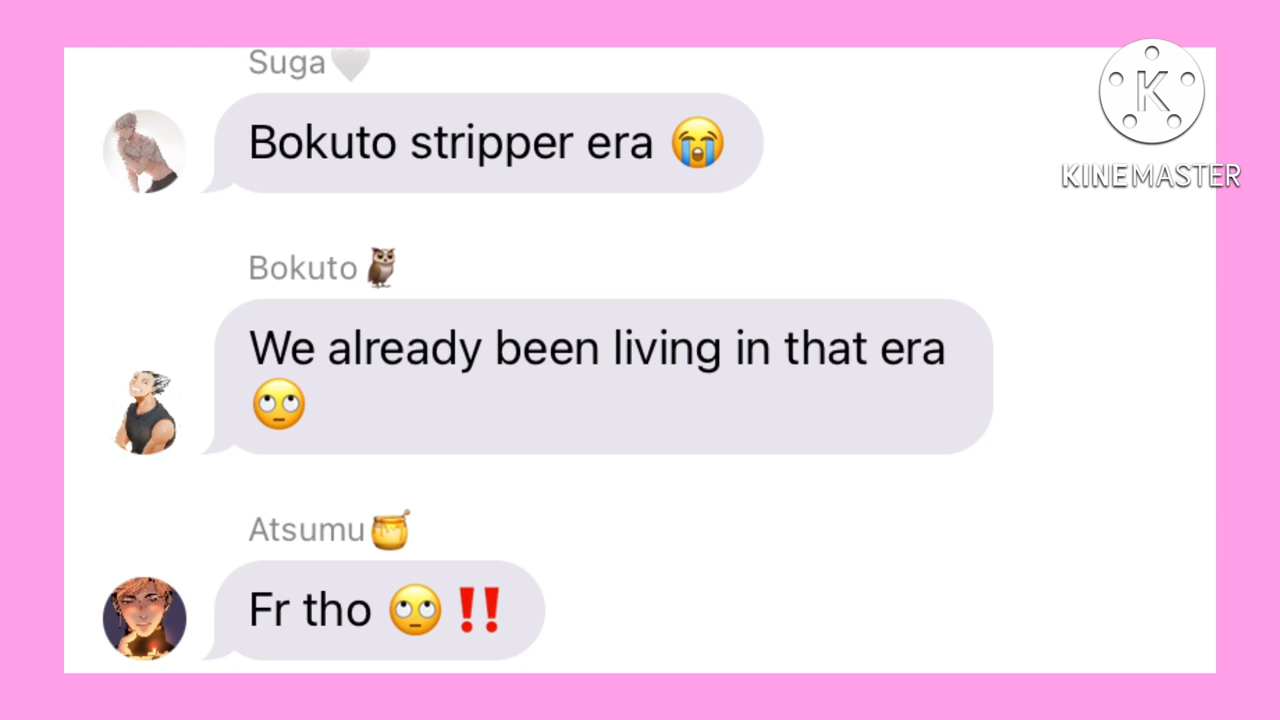 Suga🤍
Bokuto stripper era 😭
Bokuto🦉
We already been living in that era
🙄
Atsumu🍯
Fr tho 🙄‼️
K
KINEMASTER